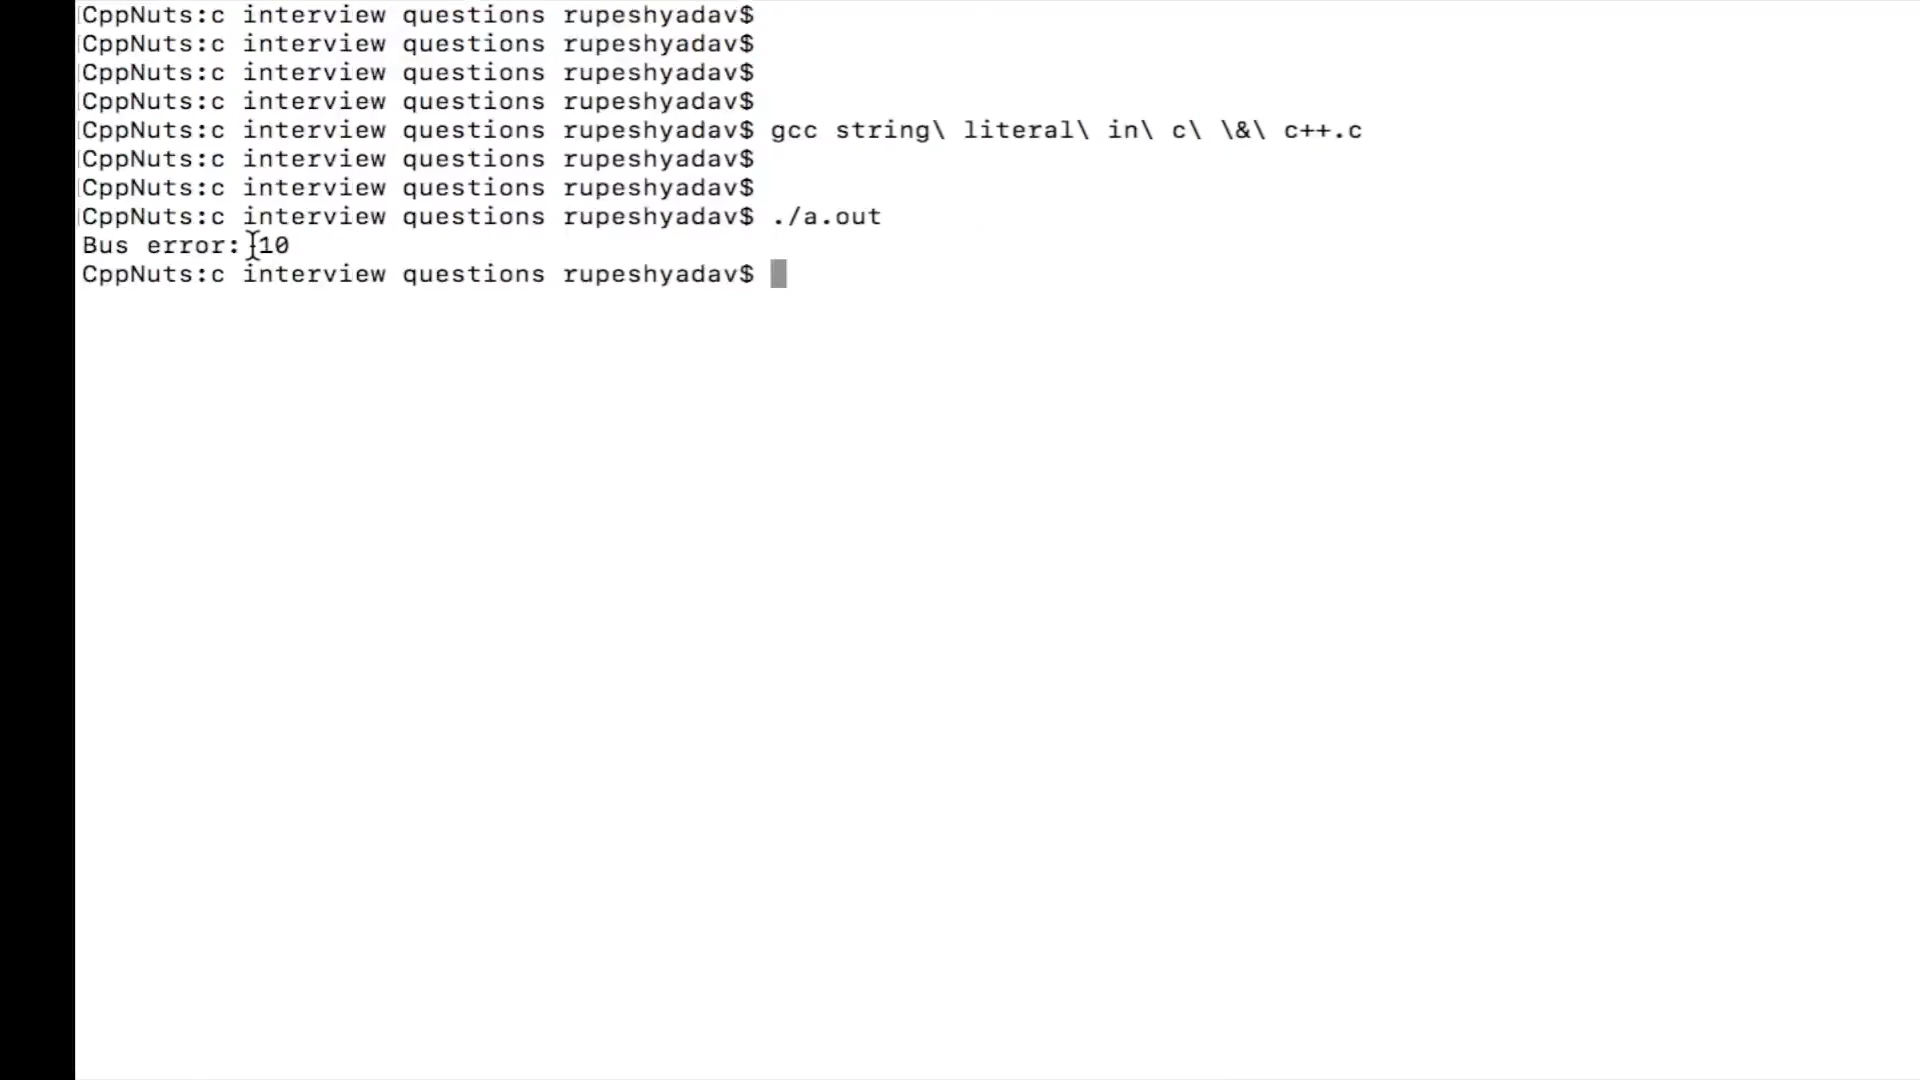 CppNuts:c interview questions rupeshyadav$
CppNuts:c interview questions rupeshyadav$
CppNuts:c interview questions rupeshyadav$
CppNuts:c interview questions rupeshyadav$
CppNuts:c interview questions rupeshyadav$ gcc string\ literal\ in\ c\ \&\ c++.c
CppNuts:c interview questions rupeshyadav$
CppNuts:c interview questions rupeshyadav$
CppNuts:c interview questions rupeshyadav$ ./a.out
Bus error: 10
CppNuts:c interview questions rupeshyadav$